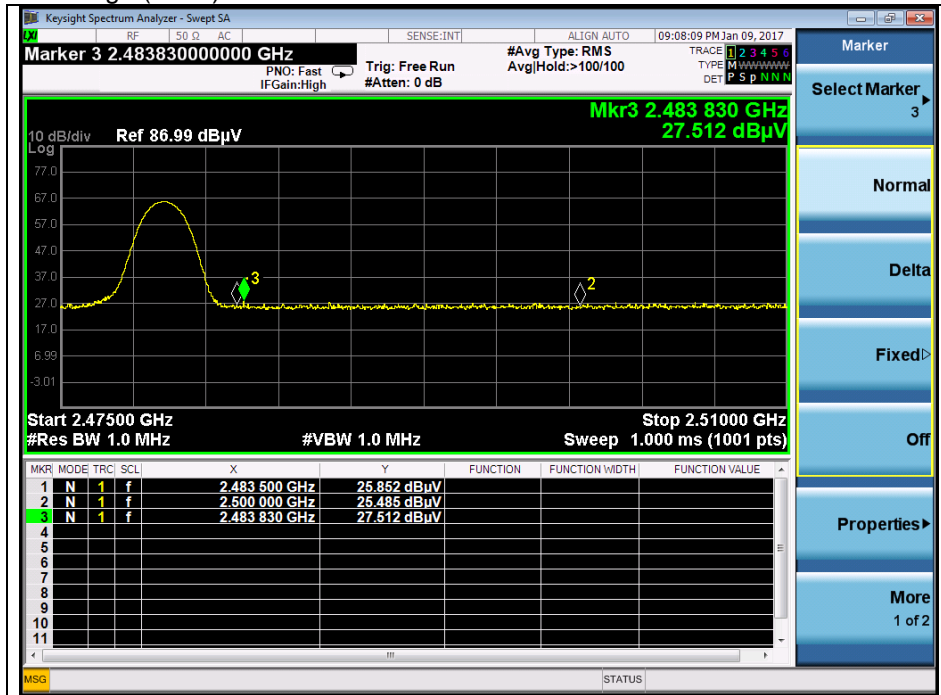 Keysight Spectrum Analyzer - Swept SA
LXI RF 50 Ω AC SENSE:INT ALIGN AUTO 09:08:09 PM Jan 09, 2017
Marker 3 2.483830000000 GHz
PNO: Fast
IFGain:High
Trig: Free Run
#Atten: 0 dB
#Avg Type: RMS
Avg|Hold:>100/100
TRACE 1 2 3 4 5 6
TYPE M WWWWW
DET P S p N N N
Mkr3 2.483 830 GHz
27.512 dBµV
10 dB/div Ref 86.99 dBµV
Log
77.0
67.0
57.0
47.0
37.0
27.0
17.0
6.99
-3.01
3
2
Start 2.47500 GHz Stop 2.51000 GHz
#Res BW 1.0 MHz #VBW 1.0 MHz Sweep 1.000 ms (1001 pts)
MKR MODE TRC SCL X Y FUNCTION FUNCTION WIDTH FUNCTION VALUE
1 N 1 f 2.483 500 GHz 25.852 dBµV
2 N 1 f 2.500 000 GHz 25.485 dBµV
3 N 1 f 2.483 830 GHz 27.512 dBµV
4
5
6
7
8
9
10
11
MSG STATUS
Marker
Select Marker
3
Normal
Delta
Fixed
Off
Properties
More
1 of 2